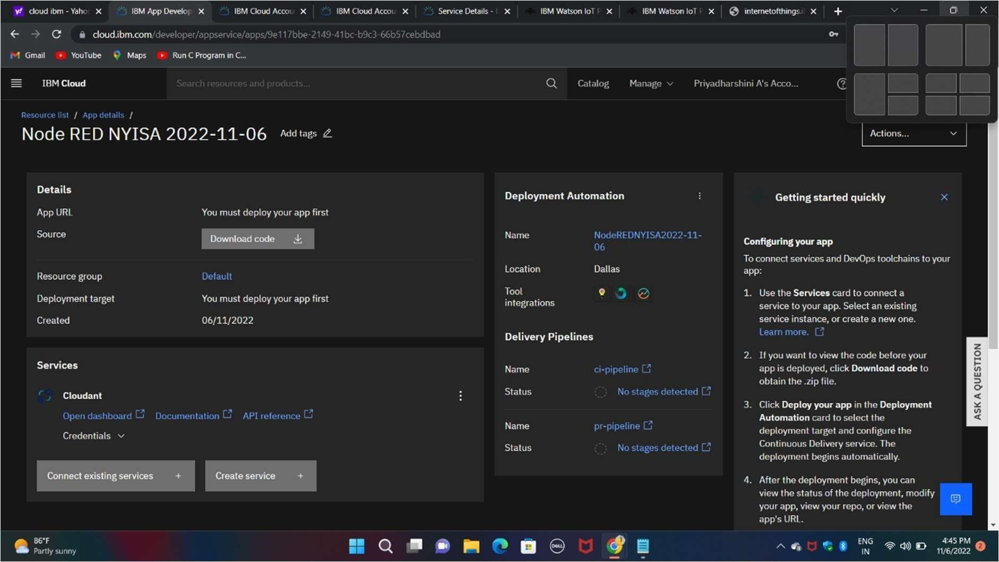 cloud ibm - Yahoo
IBM App Develop
IBM Cloud Accou
IBM Cloud Accou
Service Details - I
IBM Watson IoT P
IBM Watson IoT P
internetofthings.i
cloud.ibm.com/developer/appservice/apps/9e117bbe-2149-41bc-b9c3-66b57cebdbad
Gmail
YouTube
Maps
Run C Program in C...
IBM Cloud
Search resources and products...
Catalog
Manage
Priyadharshini A's Acco...
Resource list / App details /
Node RED NYISA 2022-11-06
Add tags
Actions...
Details
App URL
You must deploy your app first
Source
Download code
Resource group
Default
Deployment target
You must deploy your app first
Created
06/11/2022
Services
Cloudant
Open dashboard
Documentation
API reference
Credentials
Connect existing services +
Create service +
Deployment Automation
Name
NodeREDNYISA2022-11-
06
Location
Dallas
Tool
integrations
Delivery Pipelines
Name
ci-pipeline
Status
No stages detected
Name
pr-pipeline
Status
No stages detected
Getting started quickly
Configuring your app
To connect services and DevOps toolchains to your
app:
1. Use the Services card to connect a
service to your app. Select an existing
service instance, or create a new one.
Learn more.
2. If you want to view the code before your
app is deployed, click Download code to
obtain the .zip file.
3. Click Deploy your app in the Deployment
Automation card to select the
deployment target and configure the
Continuous Delivery service. The
deployment begins automatically.
4. After the deployment begins, you can
view the status of the deployment, modify
your app, view your repo, or view the
app's URL.
ASK A QUESTION
86°F
Partly sunny
DELL
1
ENG
IN
4:45 PM
11/6/2022
2